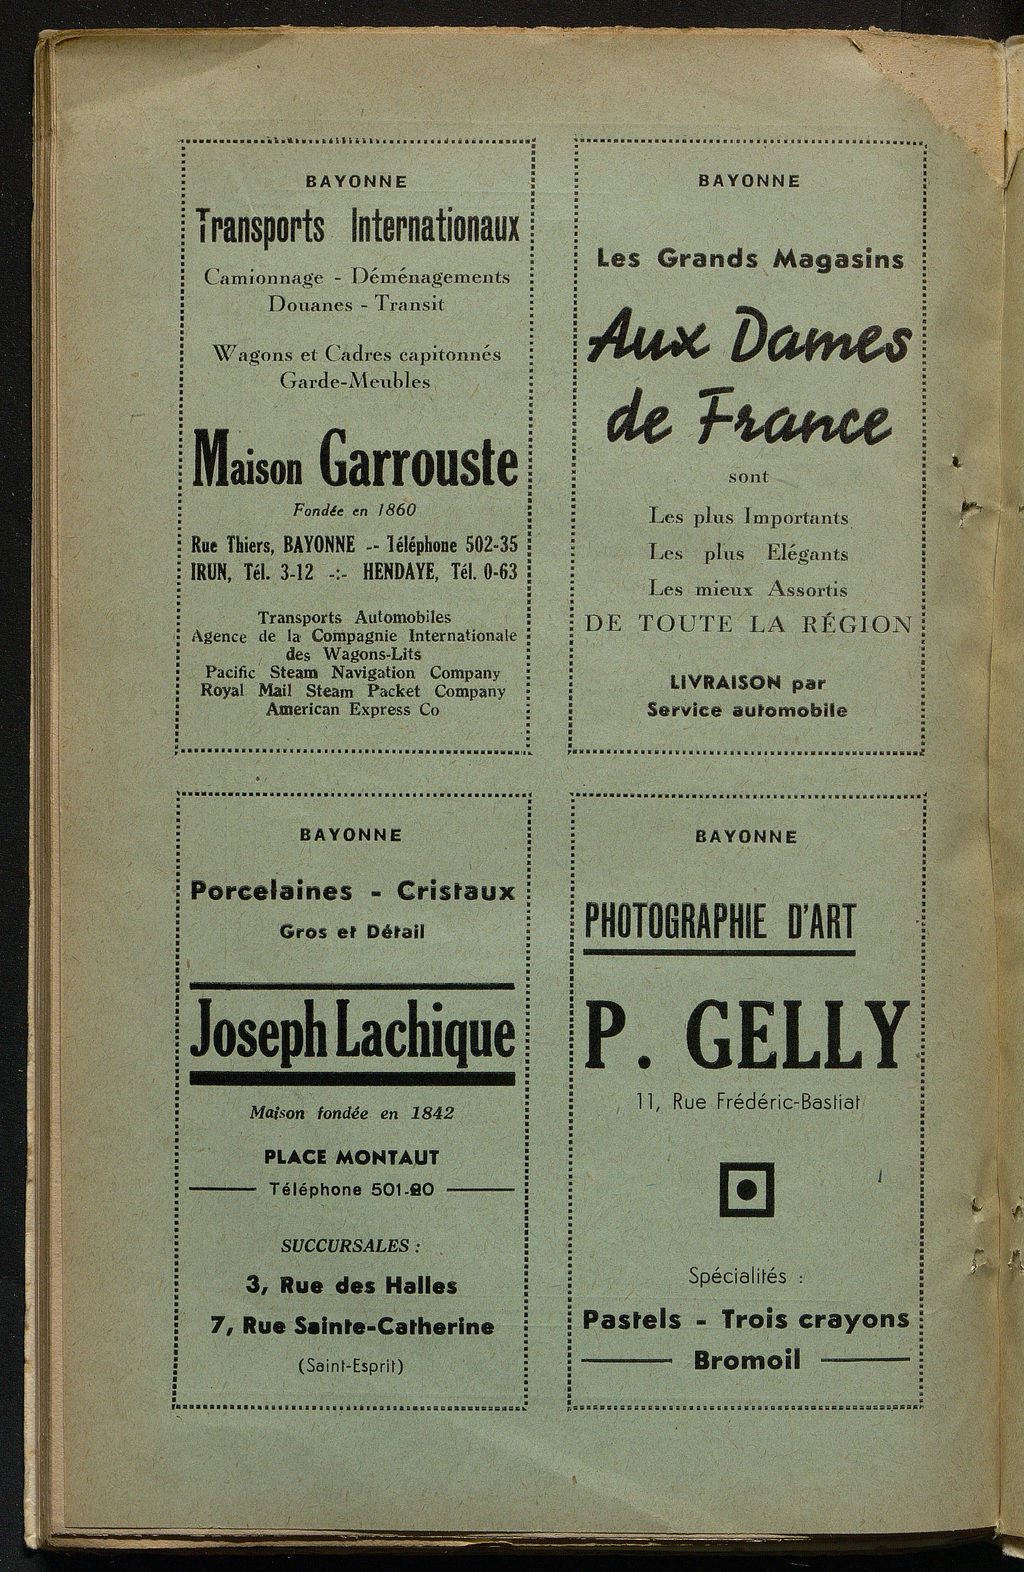 BAYONNE
Transports Internationaux
Camionnage - Déménagements
Douanes - Transit
Wagons et Cadres capitonnés
Garde-Meubles
Maison Garrouste
Fondée en 1860
Rue Thiers, BAYONNE -- Téléphone 502-35
IRUN, Tél. 3-12 -:- HENDAYE, Tél. 0-63
Transports Automobiles
Agence de la Compagnie Internationale
des Wagons-Lits
Pacific Steam Navigation Company
Royal Mail Steam Packet Company
American Express Co
BAYONNE
Les Grands Magasins
Aux Dames
de France
sont
Les plus Importants
Les plus Elégants
Les mieux Assortis
DE TOUTE LA RÉGION
LIVRAISON par
Service automobile
BAYONNE
Porcelaines - Cristaux
Gros et Détail
Joseph Lachique
Maison fondée en 1842
PLACE MONTAUT
Téléphone
SUCCURSALES :
3, Rue des Halles
7, Rue Sainte-Catherine
(Saint-Esprit)
BAYONNE
PHOTOGRAPHIE D'ART
P. GELLY
11, Rue Frédéric-Bastiat
Spécialités :
Pastels - Trois crayons
Bromoil